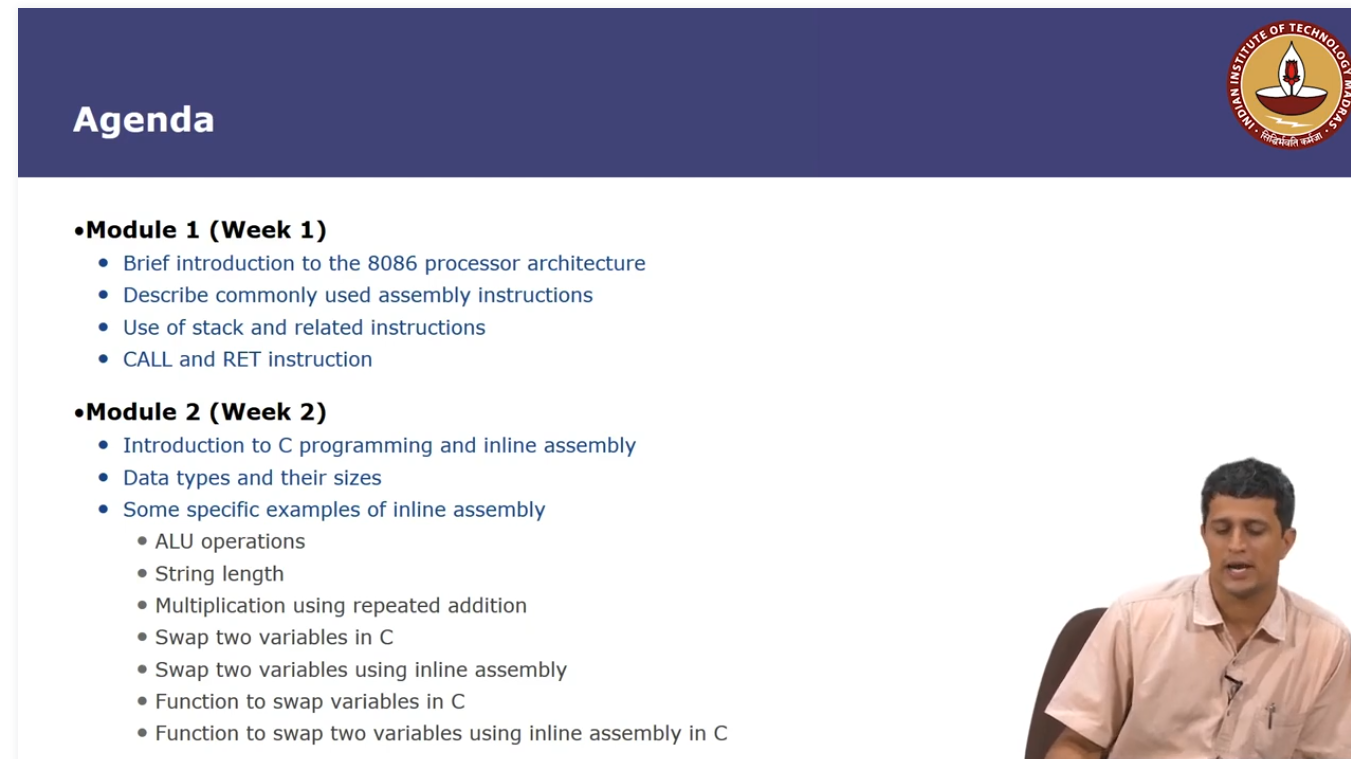 Agenda
INDIAN INSTITUTE OF TECHNOLOGY MADRAS
सिद्धिर्भवति कर्मजा
•Module 1 (Week 1)
• Brief introduction to the 8086 processor architecture
• Describe commonly used assembly instructions
• Use of stack and related instructions
• CALL and RET instruction
•Module 2 (Week 2)
• Introduction to C programming and inline assembly
• Data types and their sizes
• Some specific examples of inline assembly
• ALU operations
• String length
• Multiplication using repeated addition
• Swap two variables in C
• Swap two variables using inline assembly
• Function to swap variables in C
• Function to swap two variables using inline assembly in C